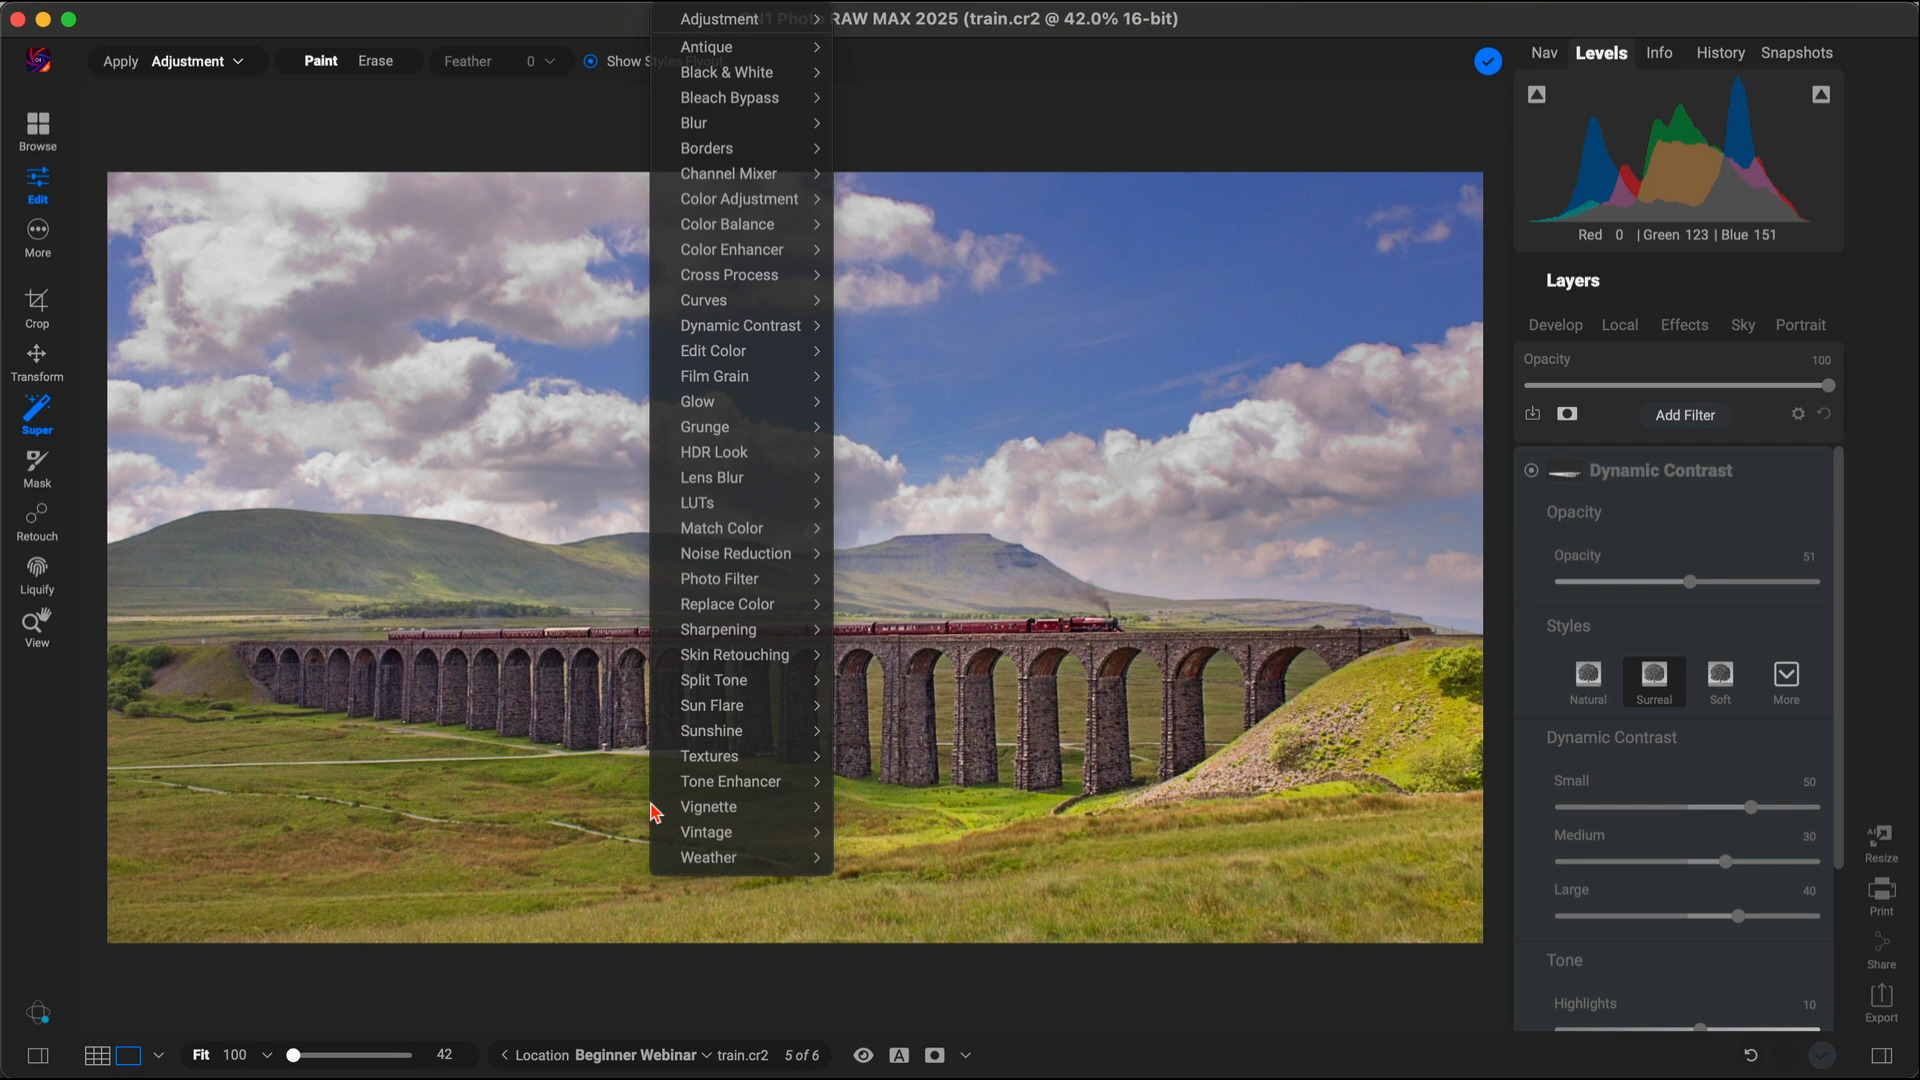 ON1 Photo RAW MAX 2025 (train.cr2 @ 42.0% 16-bit)
Apply Adjustment
Paint Erase
Feather 0
Show Styles Flyout
Adjustment
Antique
Black & White
Bleach Bypass
Blur
Borders
Channel Mixer
Color Adjustment
Color Balance
Color Enhancer
Cross Process
Curves
Dynamic Contrast
Edit Color
Film Grain
Glow
Grunge
HDR Look
Lens Blur
LUTs
Match Color
Noise Reduction
Photo Filter
Replace Color
Sharpening
Skin Retouching
Split Tone
Sun Flare
Sunshine
Textures
Tone Enhancer
Vignette
Vintage
Weather
Browse
Edit
More
Crop
Transform
Super
Mask
Retouch
Liquify
View
Nav Levels Info History Snapshots
Red 0 | Green 123 | Blue 151
Layers
Develop Local Effects Sky Portrait
Opacity 100
Add Filter
Dynamic Contrast
Opacity
Opacity 51
Styles
Natural Surreal Soft More
Dynamic Contrast
Small 50
Medium 30
Large 40
Tone
Highlights 10
AI
Resize
Print
Share
Export
Fit 100
42
Location Beginner Webinar train.cr2 5 of 6
A